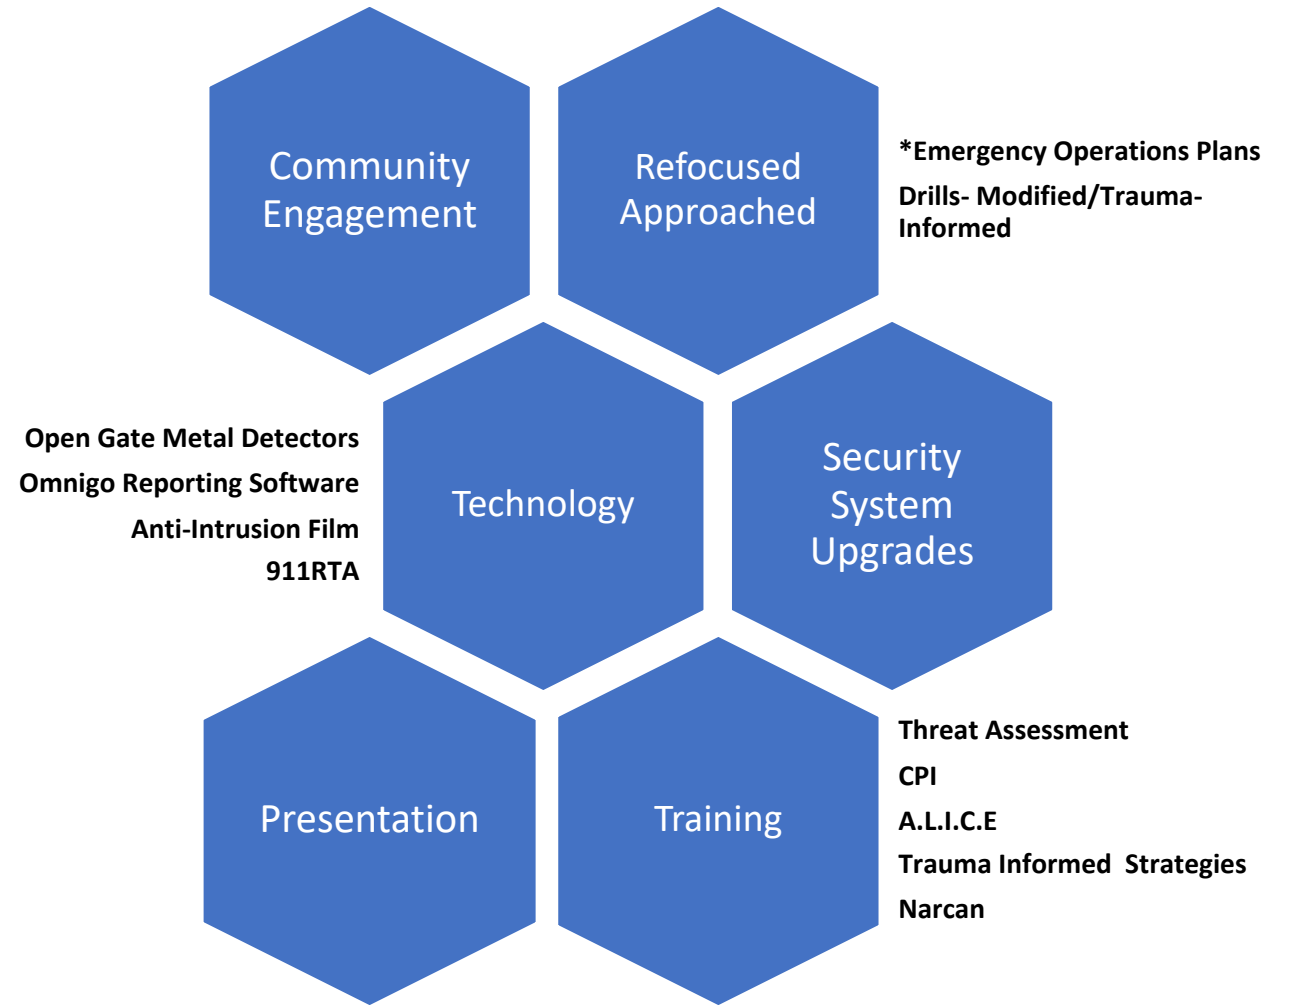 Community
Engagement
Refocused
Approached
*Emergency Operations Plans
Drills- Modified/Trauma-
Informed
Open Gate Metal Detectors
Omnigo Reporting Software
Anti-Intrusion Film
911RTA
Technology
Security
System
Upgrades
Presentation
Training
Threat Assessment
CPI
A.L.I.C.E
Trauma Informed  Strategies
Narcan